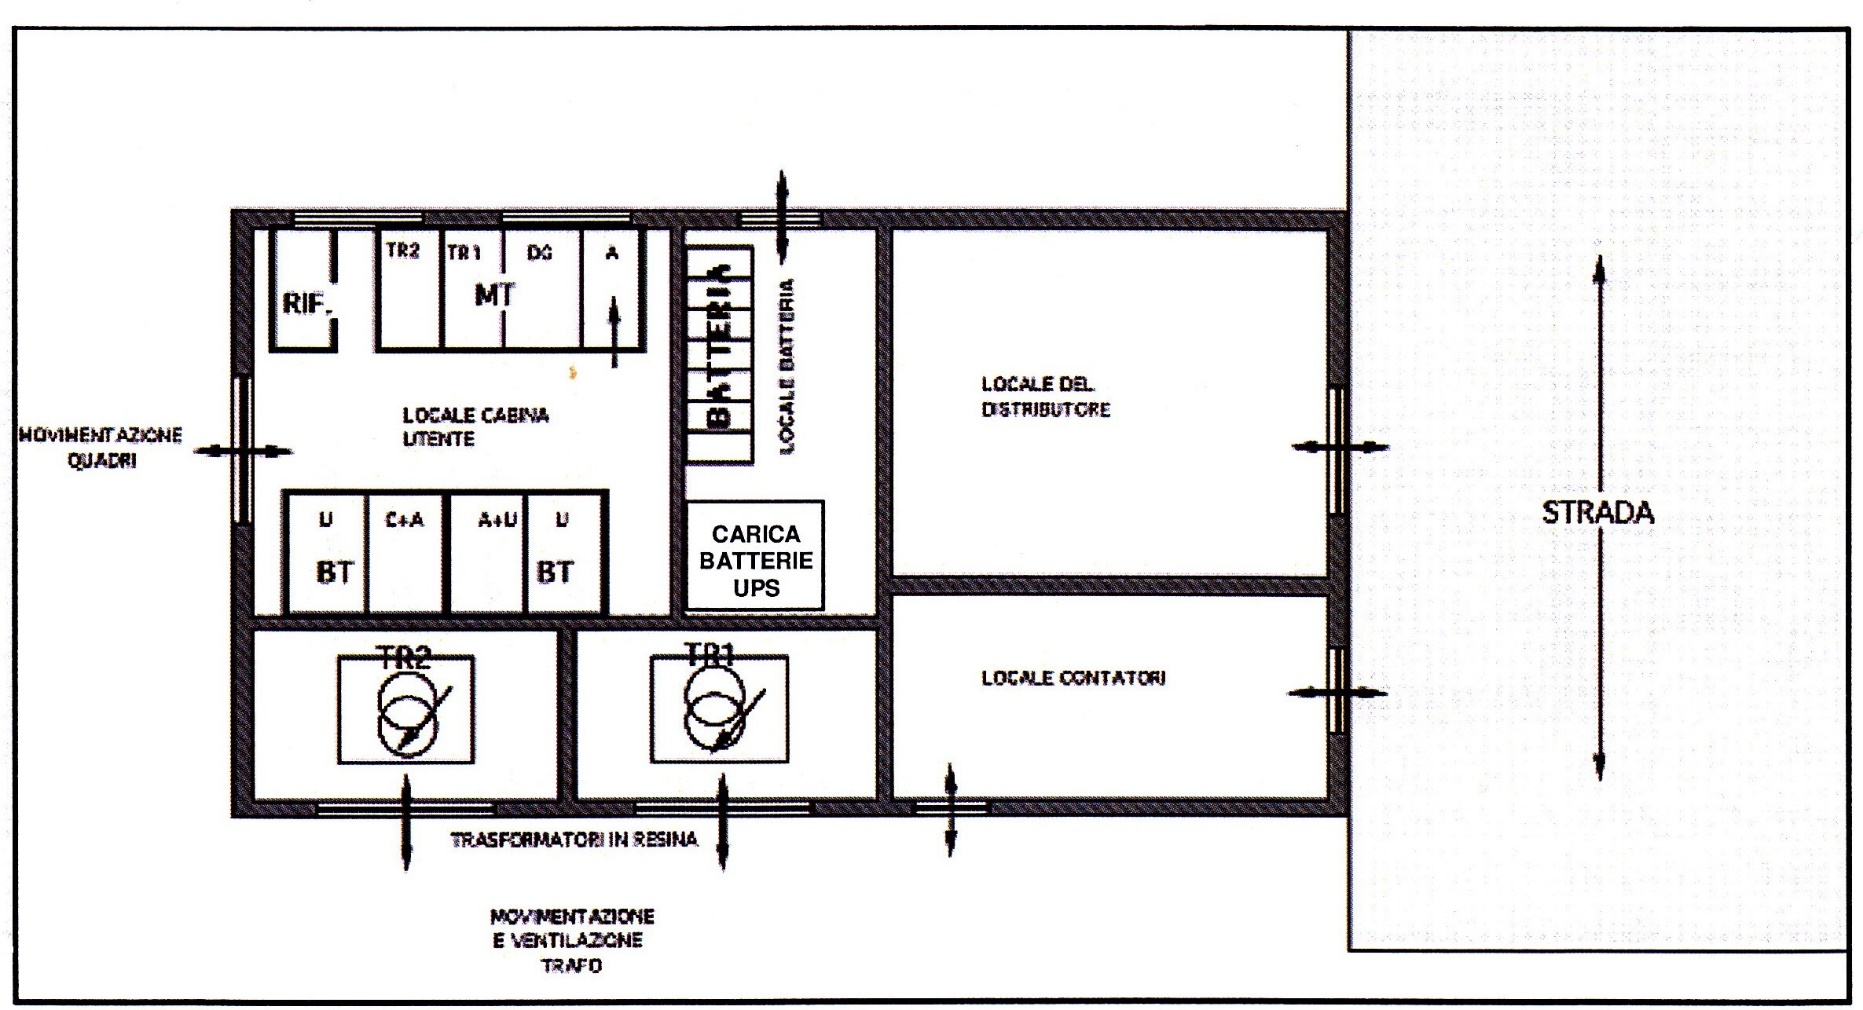 TR2 TR1 DG A
MT
RIF.
BATTERIA
LOCALE BATTERIA
LOCALE DEL
DISTRIBUTORE
LOCALE CABINA
UTENTE
MOVIMENTAZIONE
QUADRI
STRADA
U C+A A+U U
BT BT
CARICA
BATTERIE
UPS
TR2 TR1
LOCALE CONTATORI
TRASFORMATORI IN RESINA
MOVIMENTAZIONE
E VENTILAZIONE
TRAFO